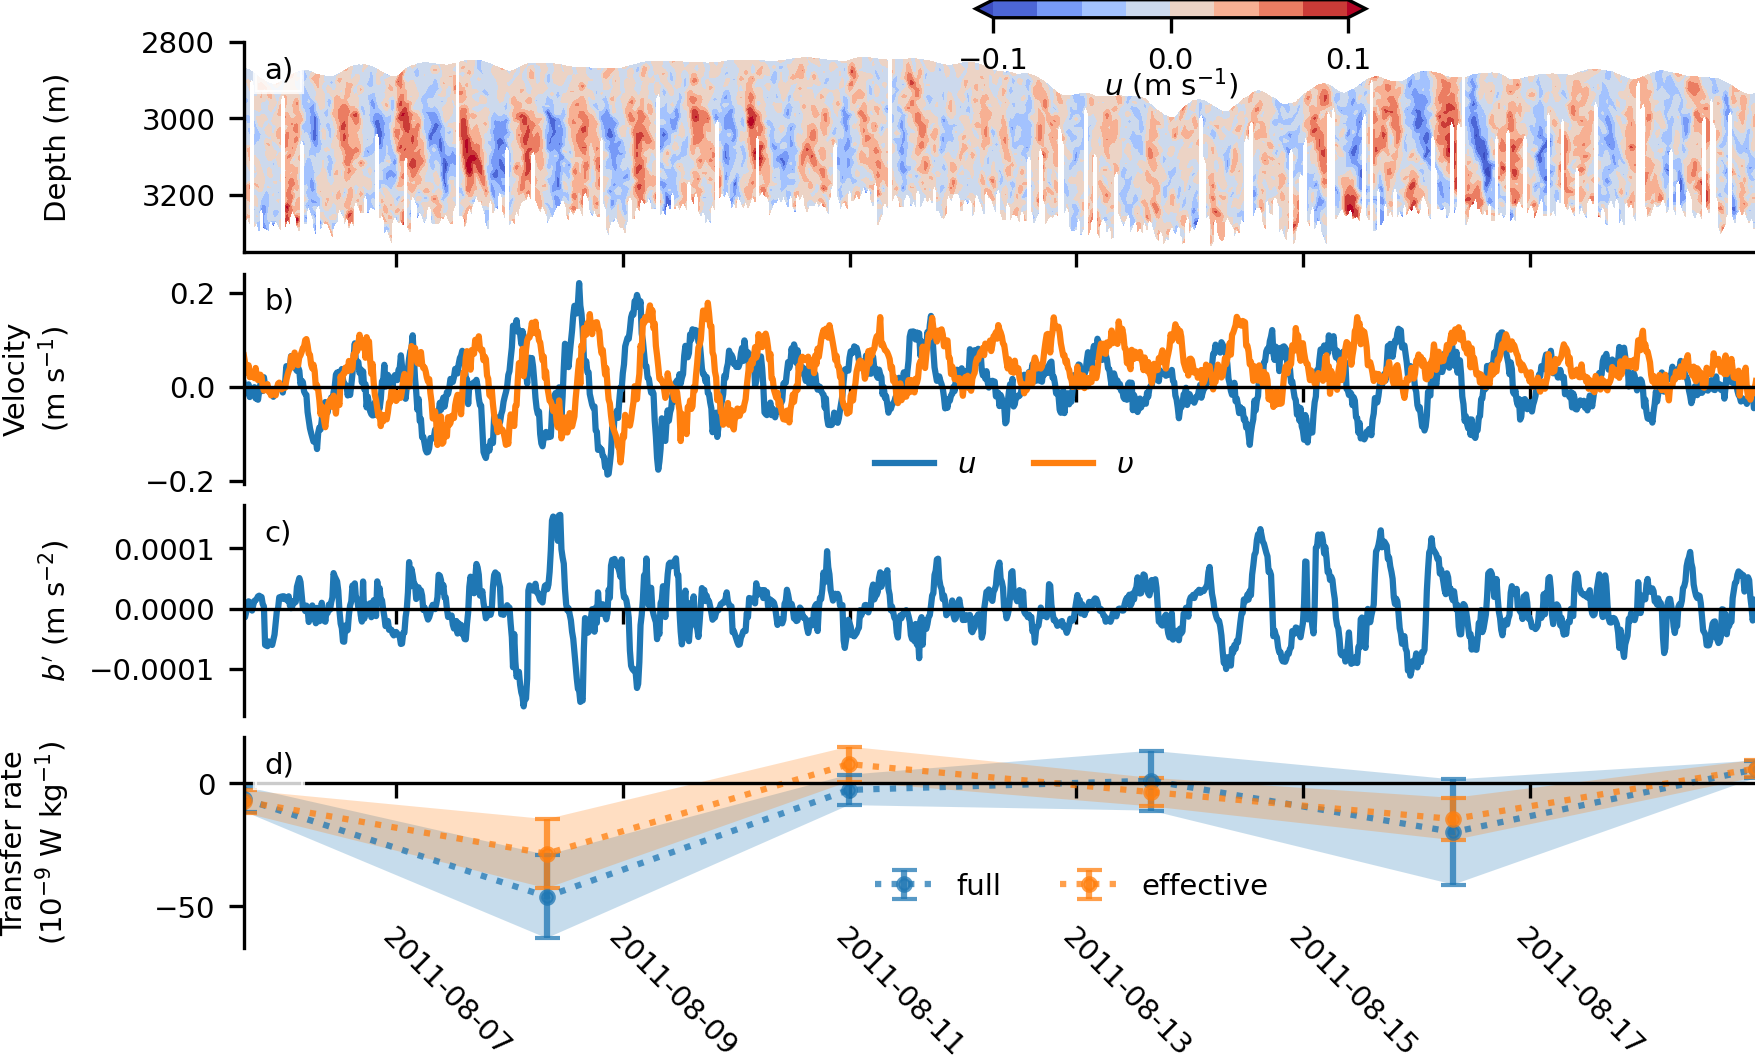 −0.1 0.0 0.1
u (m s⁻¹)
a)
2800
3000
3200
Depth (m)
b)
0.2
0.0
−0.2
Velocity
(m s⁻¹)
u υ
c)
0.0001
0.0000
−0.0001
b′ (m s⁻²)
d)
0
−50
Transfer rate
(10⁻⁹ W kg⁻¹)
full effective
2011-08-07
2011-08-09
2011-08-11
2011-08-13
2011-08-15
2011-08-17